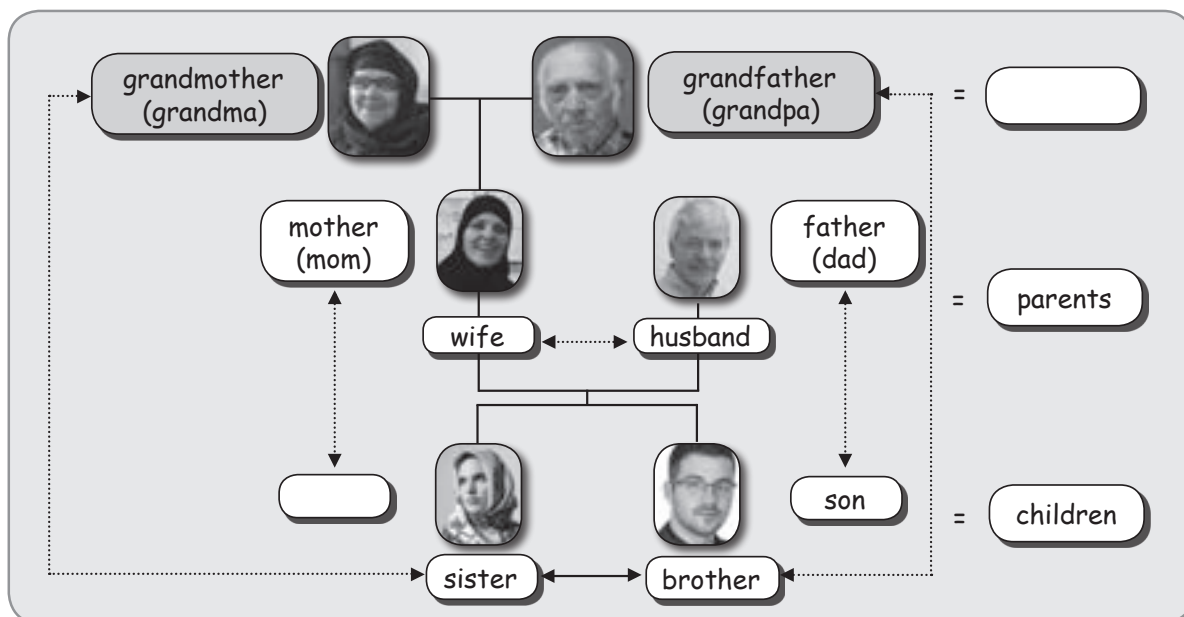 grandmother
(grandma)
grandfather
(grandpa)
=
mother
(mom)
father
(dad)
= parents
wife
husband
son
= children
sister
brother